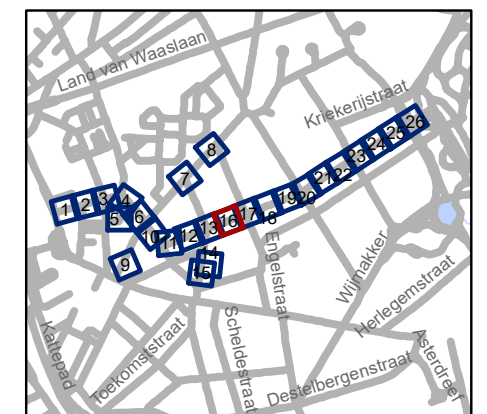 Land van Waaslaan
Kriekerijstraat
26
25
24
23
8
22
21
7
20
19
3
4
2
17
18
1
5
6
16
13
12
10
11
14
9
15
Engelstraat
Wijmakker
Herlegemstraat
Scheldestraat
Kattepad
Toekomststraat
Asterdreef
Destelbergenstraat